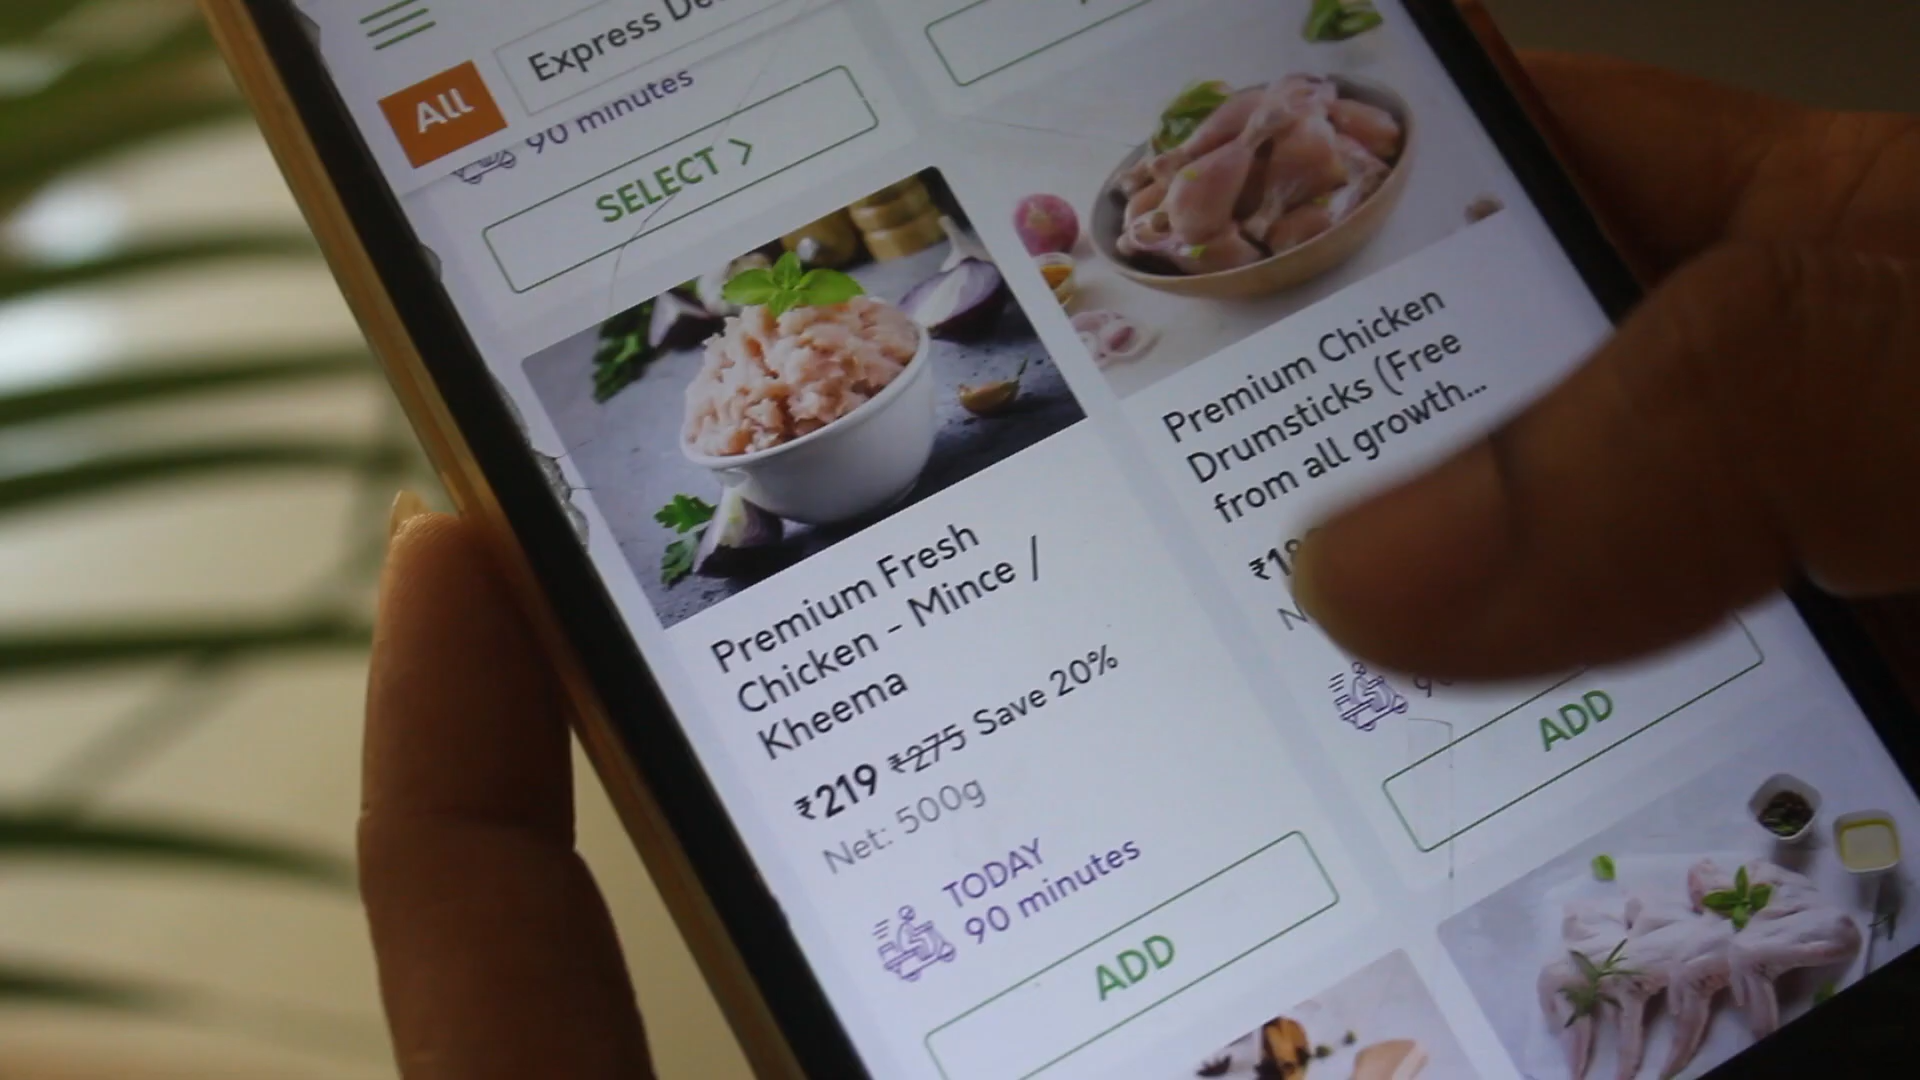 All
Express
90 minutes
SELECT >
Premium Fresh
Chicken - Mince /
Kheema
₹219 ₹275 Save 20%
Net: 500g
TODAY
90 minutes
ADD
Premium Chicken
Drumsticks (Free
from all growth...
ADD